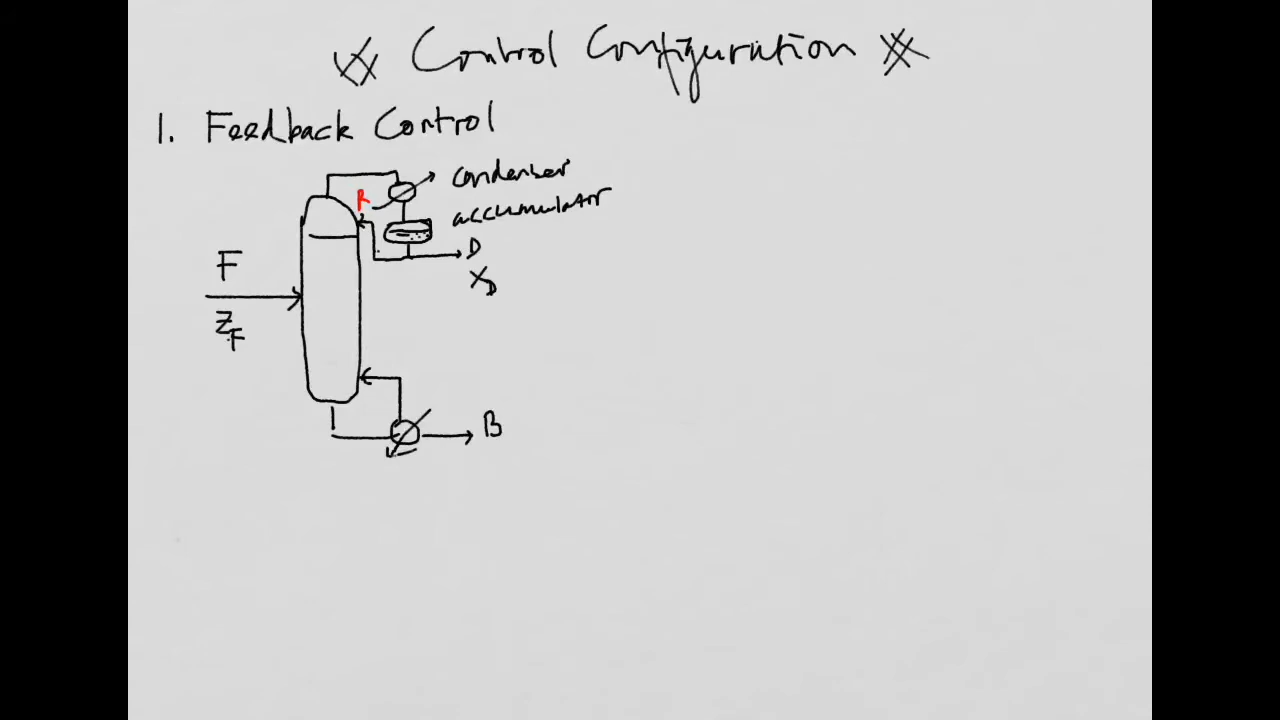 Control Configuration
1. Feedback Control
condenser
R
accumulator
D
F
XD
ZF
B